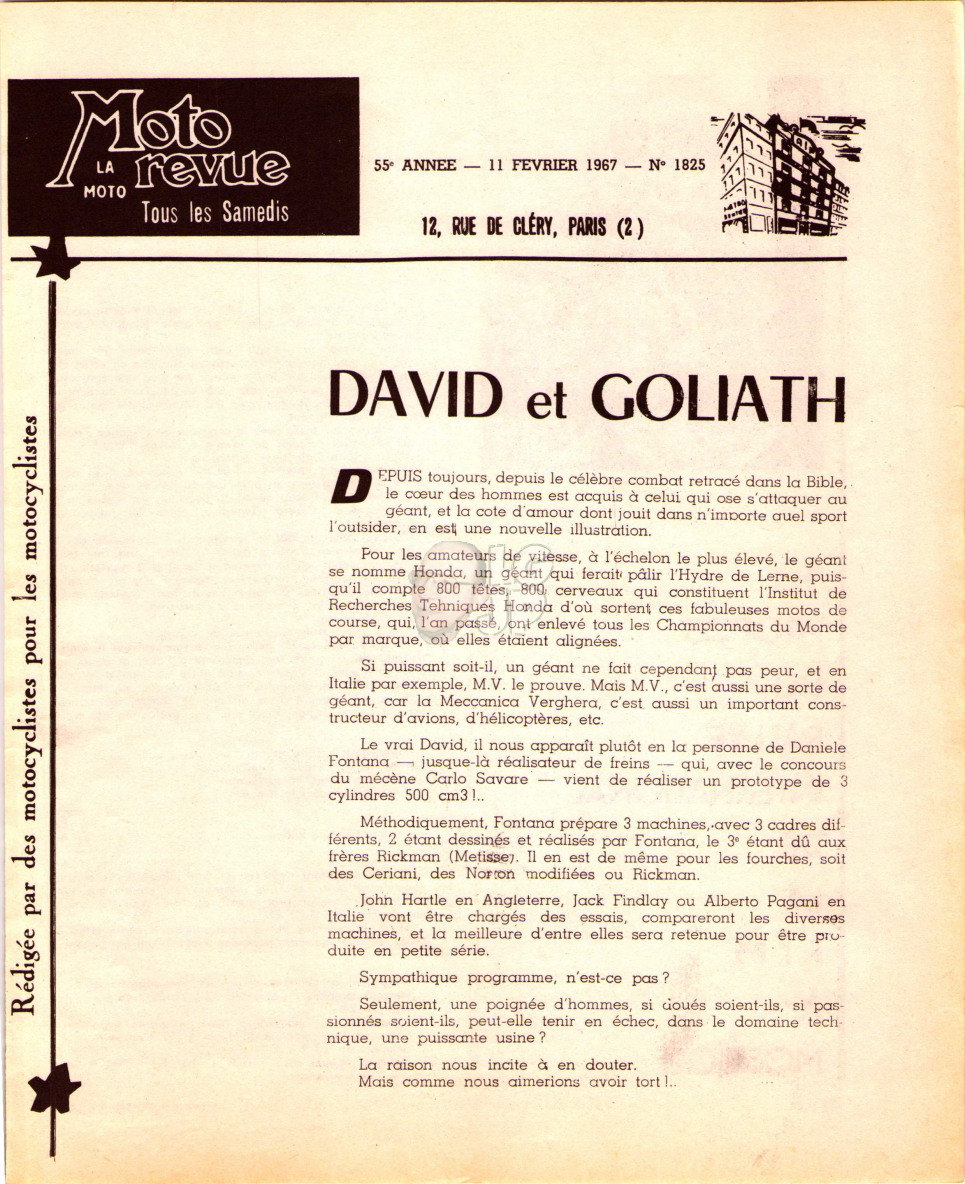 Moto
LA
MOTO
revue
Tous les Samedis
55e ANNEE — 11 FEVRIER 1967 — No 1825
12, RUE DE CLÉRY, PARIS (2)
Rédigée par des motocyclistes pour les motocyclistes
DAVID et GOLIATH
DEPUIS toujours, depuis le célèbre combat retracé dans la Bible,
le cœur des hommes est acquis à celui qui ose s'attaquer au
géant, et la cote d'amour dont jouit dans n'importe quel sport
l'outsider, en est une nouvelle illustration.
Pour les amateurs de vitesse, à l'échelon le plus élevé, le géant
se nomme Honda, un géant qui ferait pâlir l'Hydre de Lerne, puis-
qu'il compte 800 têtes, 800 cerveaux qui constituent l'Institut de
Recherches Tehniques Honda d'où sortent ces fabuleuses motos de
course, qui, l'an passé, ont enlevé tous les Championnats du Monde
par marque, où elles étaient alignées.
Si puissant soit-il, un géant ne fait cependant pas peur, et en
Italie par exemple, M.V. le prouve. Mais M.V., c'est aussi une sorte de
géant, car la Meccanica Verghera, c'est aussi un important cons-
tructeur d'avions, d'hélicoptères, etc.
Le vrai David, il nous apparaît plutôt en la personne de Daniele
Fontana — jusque-là réalisateur de freins — qui, avec le concours
du mécène Carlo Savare — vient de réaliser un prototype de 3
cylindres 500 cm3 !..
Méthodiquement, Fontana prépare 3 machines, avec 3 cadres dif-
férents, 2 étant dessinés et réalisés par Fontana, le 3e étant dû aux
frères Rickman (Metisse). Il en est de même pour les fourches, soit
des Ceriani, des Norton modifiées ou Rickman.
John Hartle en Angleterre, Jack Findlay ou Alberto Pagani en
Italie vont être chargés des essais, compareront les diverses
machines, et la meilleure d'entre elles sera retenue pour être pro-
duite en petite série.
Sympathique programme, n'est-ce pas ?
Seulement, une poignée d'hommes, si doués soient-ils, si pas-
sionnés soient-ils, peut-elle tenir en échec, dans le domaine tech-
nique, une puissante usine ?
La raison nous incite à en douter.
Mais comme nous aimerions avoir tort !..